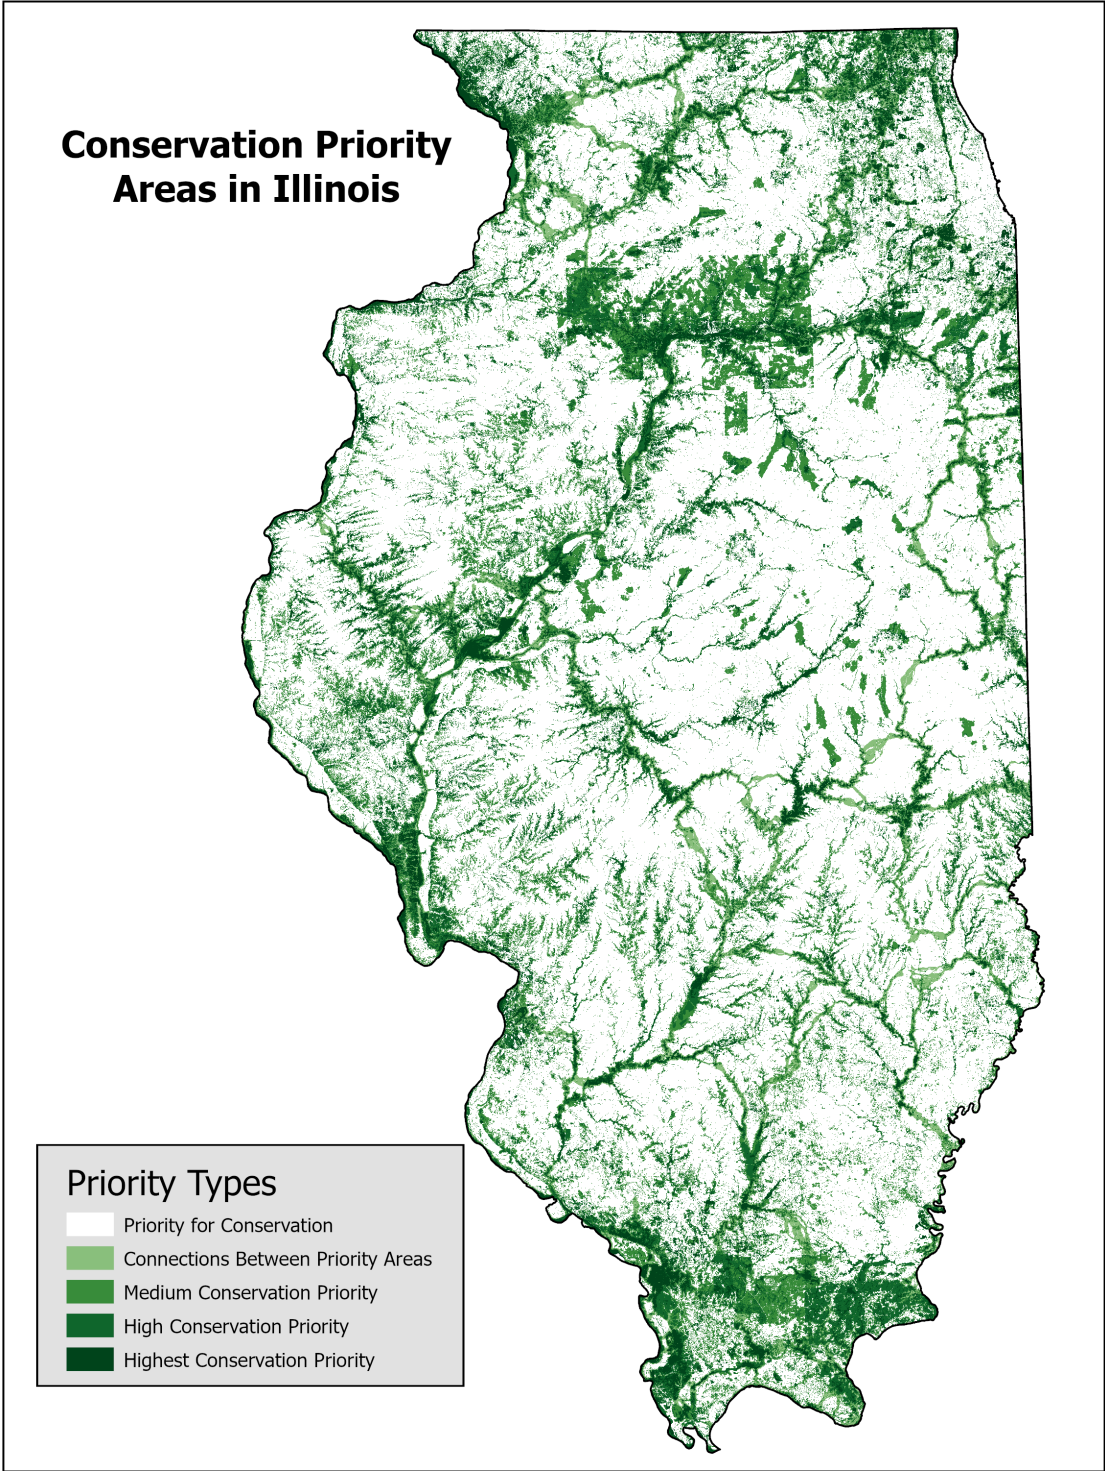 Conservation Priority
Areas in Illinois
Priority Types
Priority for Conservation
Connections Between Priority Areas
Medium Conservation Priority
High Conservation Priority
Highest Conservation Priority